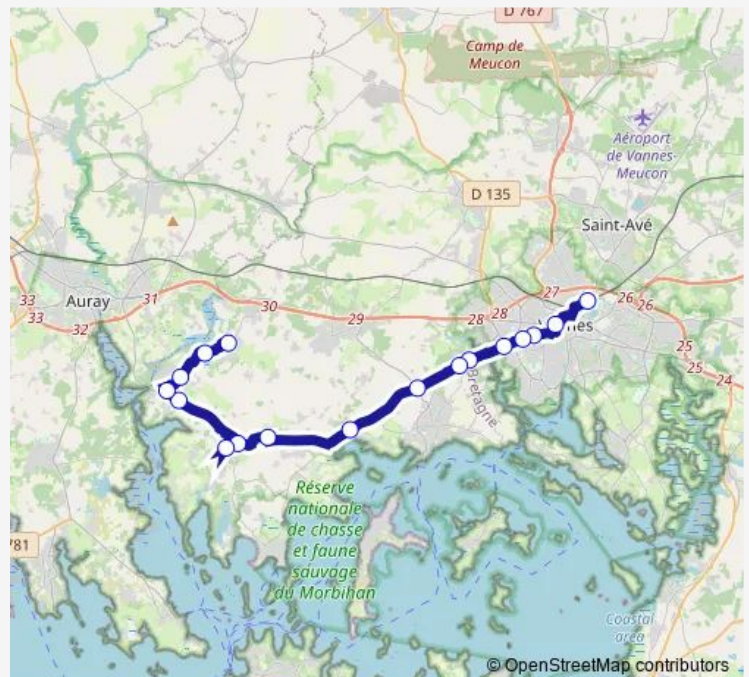 D 767
Camp de
Meucon
Aéroport
de Vannes-
Meucon
D 135
Saint-Avé
Auray
33
33
32
31
30
29
28
28
27
26
26
25
25
24
Bretagne
Réserve
nationale
de chasse
et faune
sauvage
du Morbihan
781
Coastal
area
© OpenStreetMap contributors